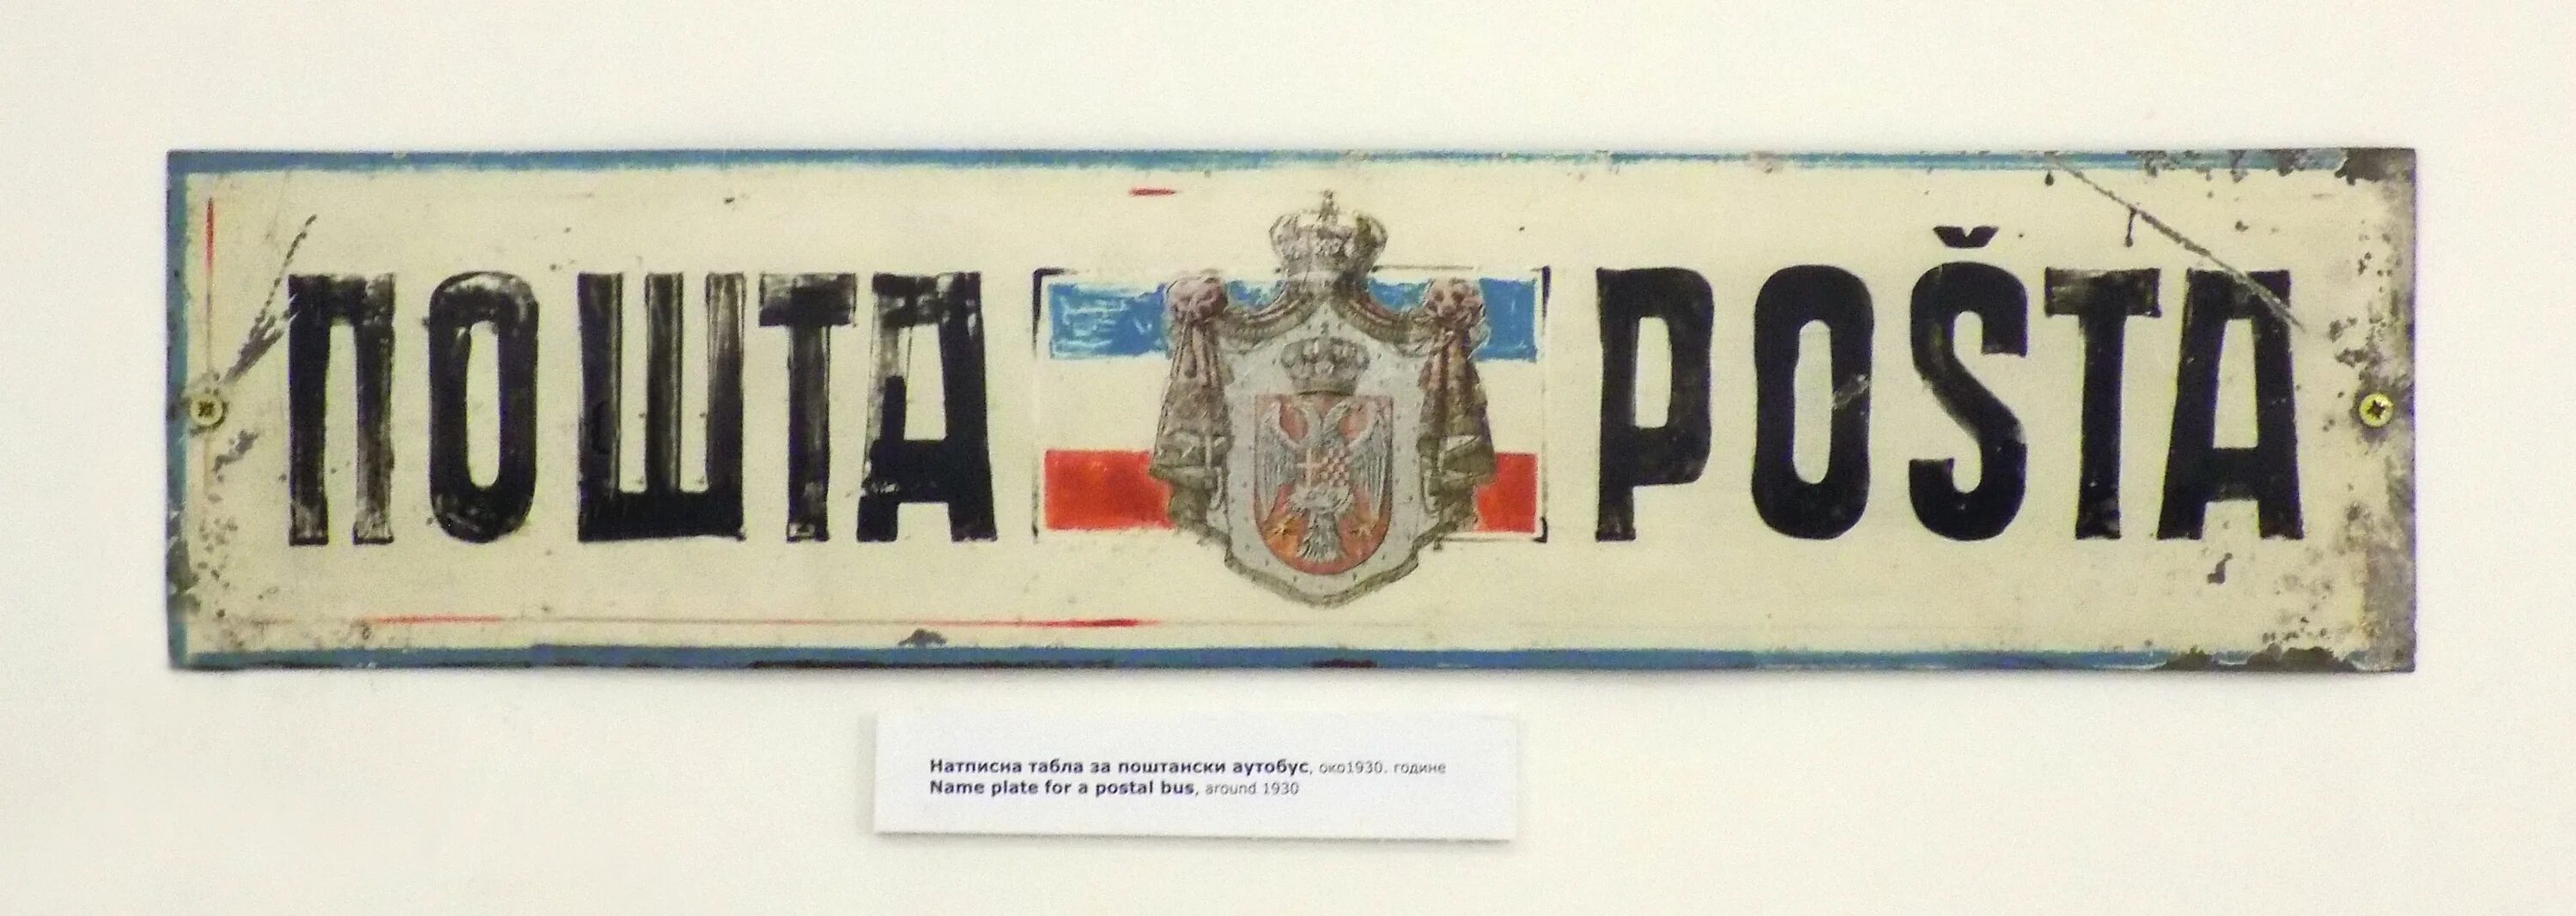 ПОШТА POŠTA
Натписна табла за поштански аутобус, око1930. године
Name plate for a postal bus, around 1930